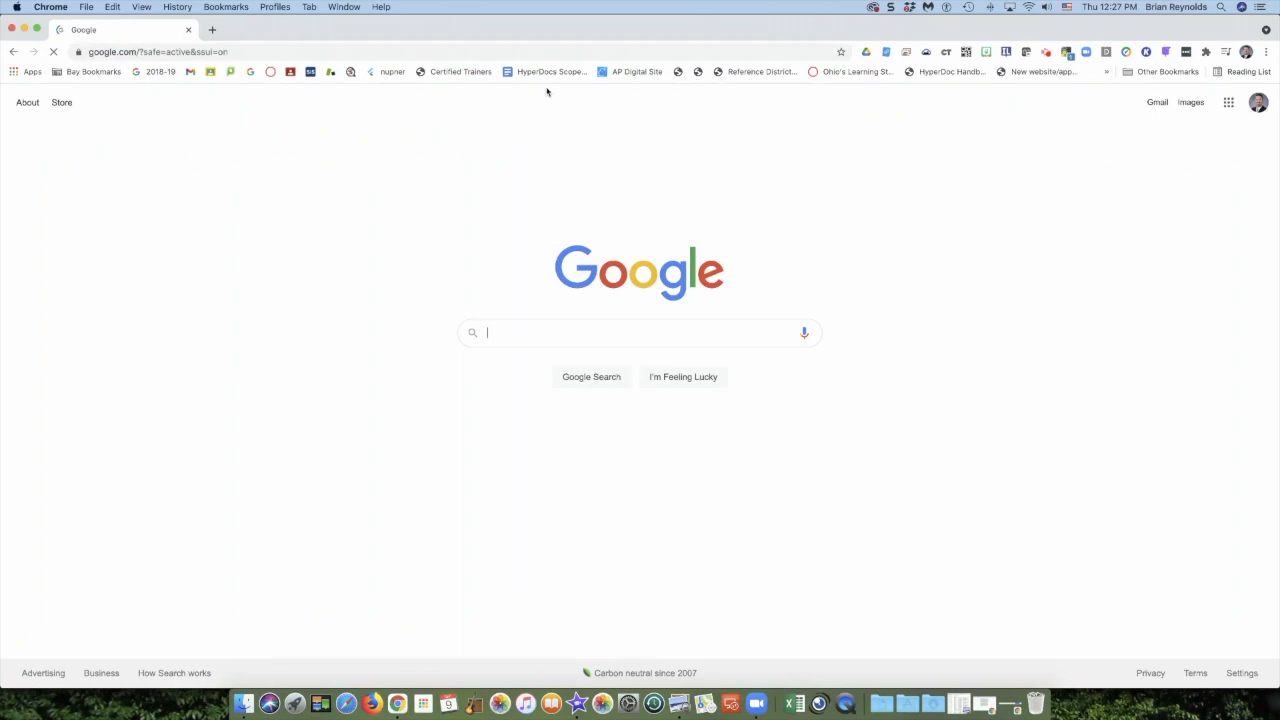 Chrome File Edit View History Bookmarks Profiles Tab Window Help Thu 12:27 PM Brian Reynolds
Google
google.com/?safe=active&ssui=on
Apps Bay Bookmarks 2018-19 nupner Certified Trainers HyperDocs Scope... AP Digital Site Reference District... Ohio's Learning St... HyperDoc Handb... New website/app... » Other Bookmarks Reading List
About Store Gmail Images
Google
Google Search I'm Feeling Lucky
Advertising Business How Search works Carbon neutral since 2007 Privacy Terms Settings